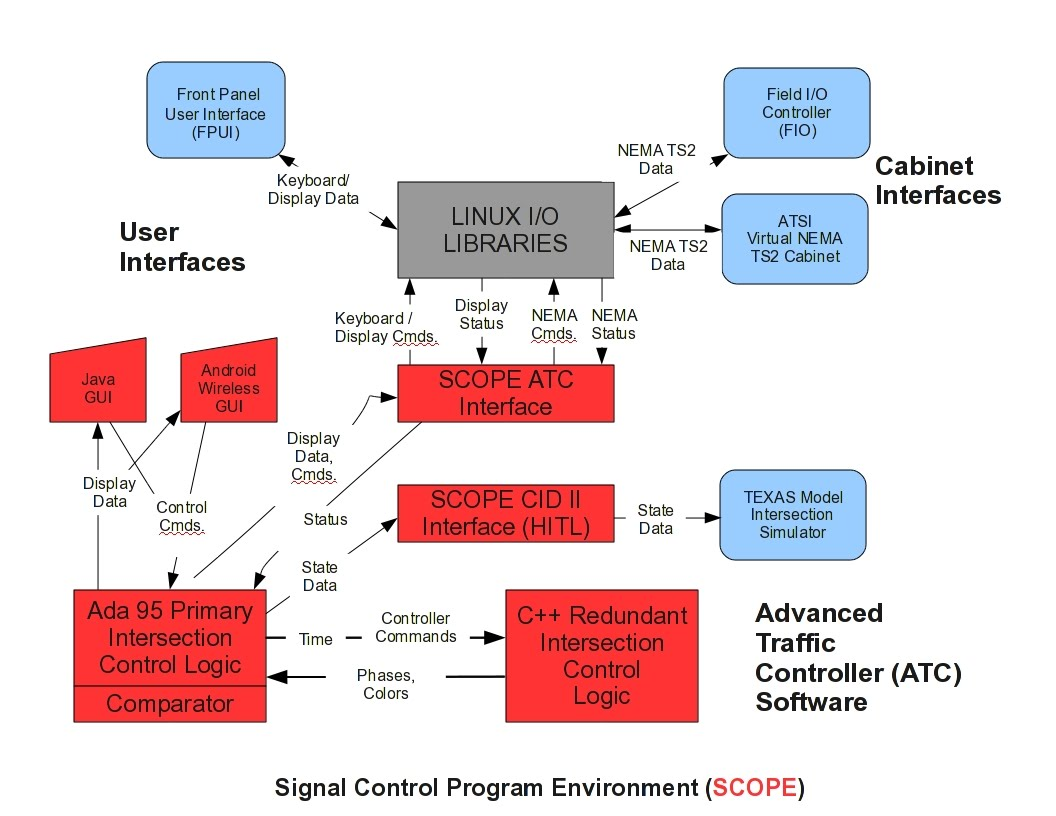 Front Panel
User Interface
(FPUI)
Field I/O
Controller
(FIO)
Cabinet
Interfaces
NEMA TS2
Data
Keyboard/
Display Data
LINUX I/O
LIBRARIES
ATSI
Virtual NEMA
TS2 Cabinet
NEMA TS2
Data
User
Interfaces
Keyboard /
Display Cmds.
Display
Status
NEMA
Cmds.
NEMA
Status
Java
GUI
Android
Wireless
GUI
SCOPE ATC
Interface
Display
Data,
Cmds.
Display
Data
Control
Cmds.
Status
SCOPE CID II
Interface (HITL)
State
Data
TEXAS Model
Intersection
Simulator
State
Data
Ada 95 Primary
Intersection
Control Logic
Comparator
Time
Controller
Commands
Phases,
Colors
C++ Redundant
Intersection
Control
Logic
Advanced
Traffic
Controller (ATC)
Software
Signal Control Program Environment (SCOPE)